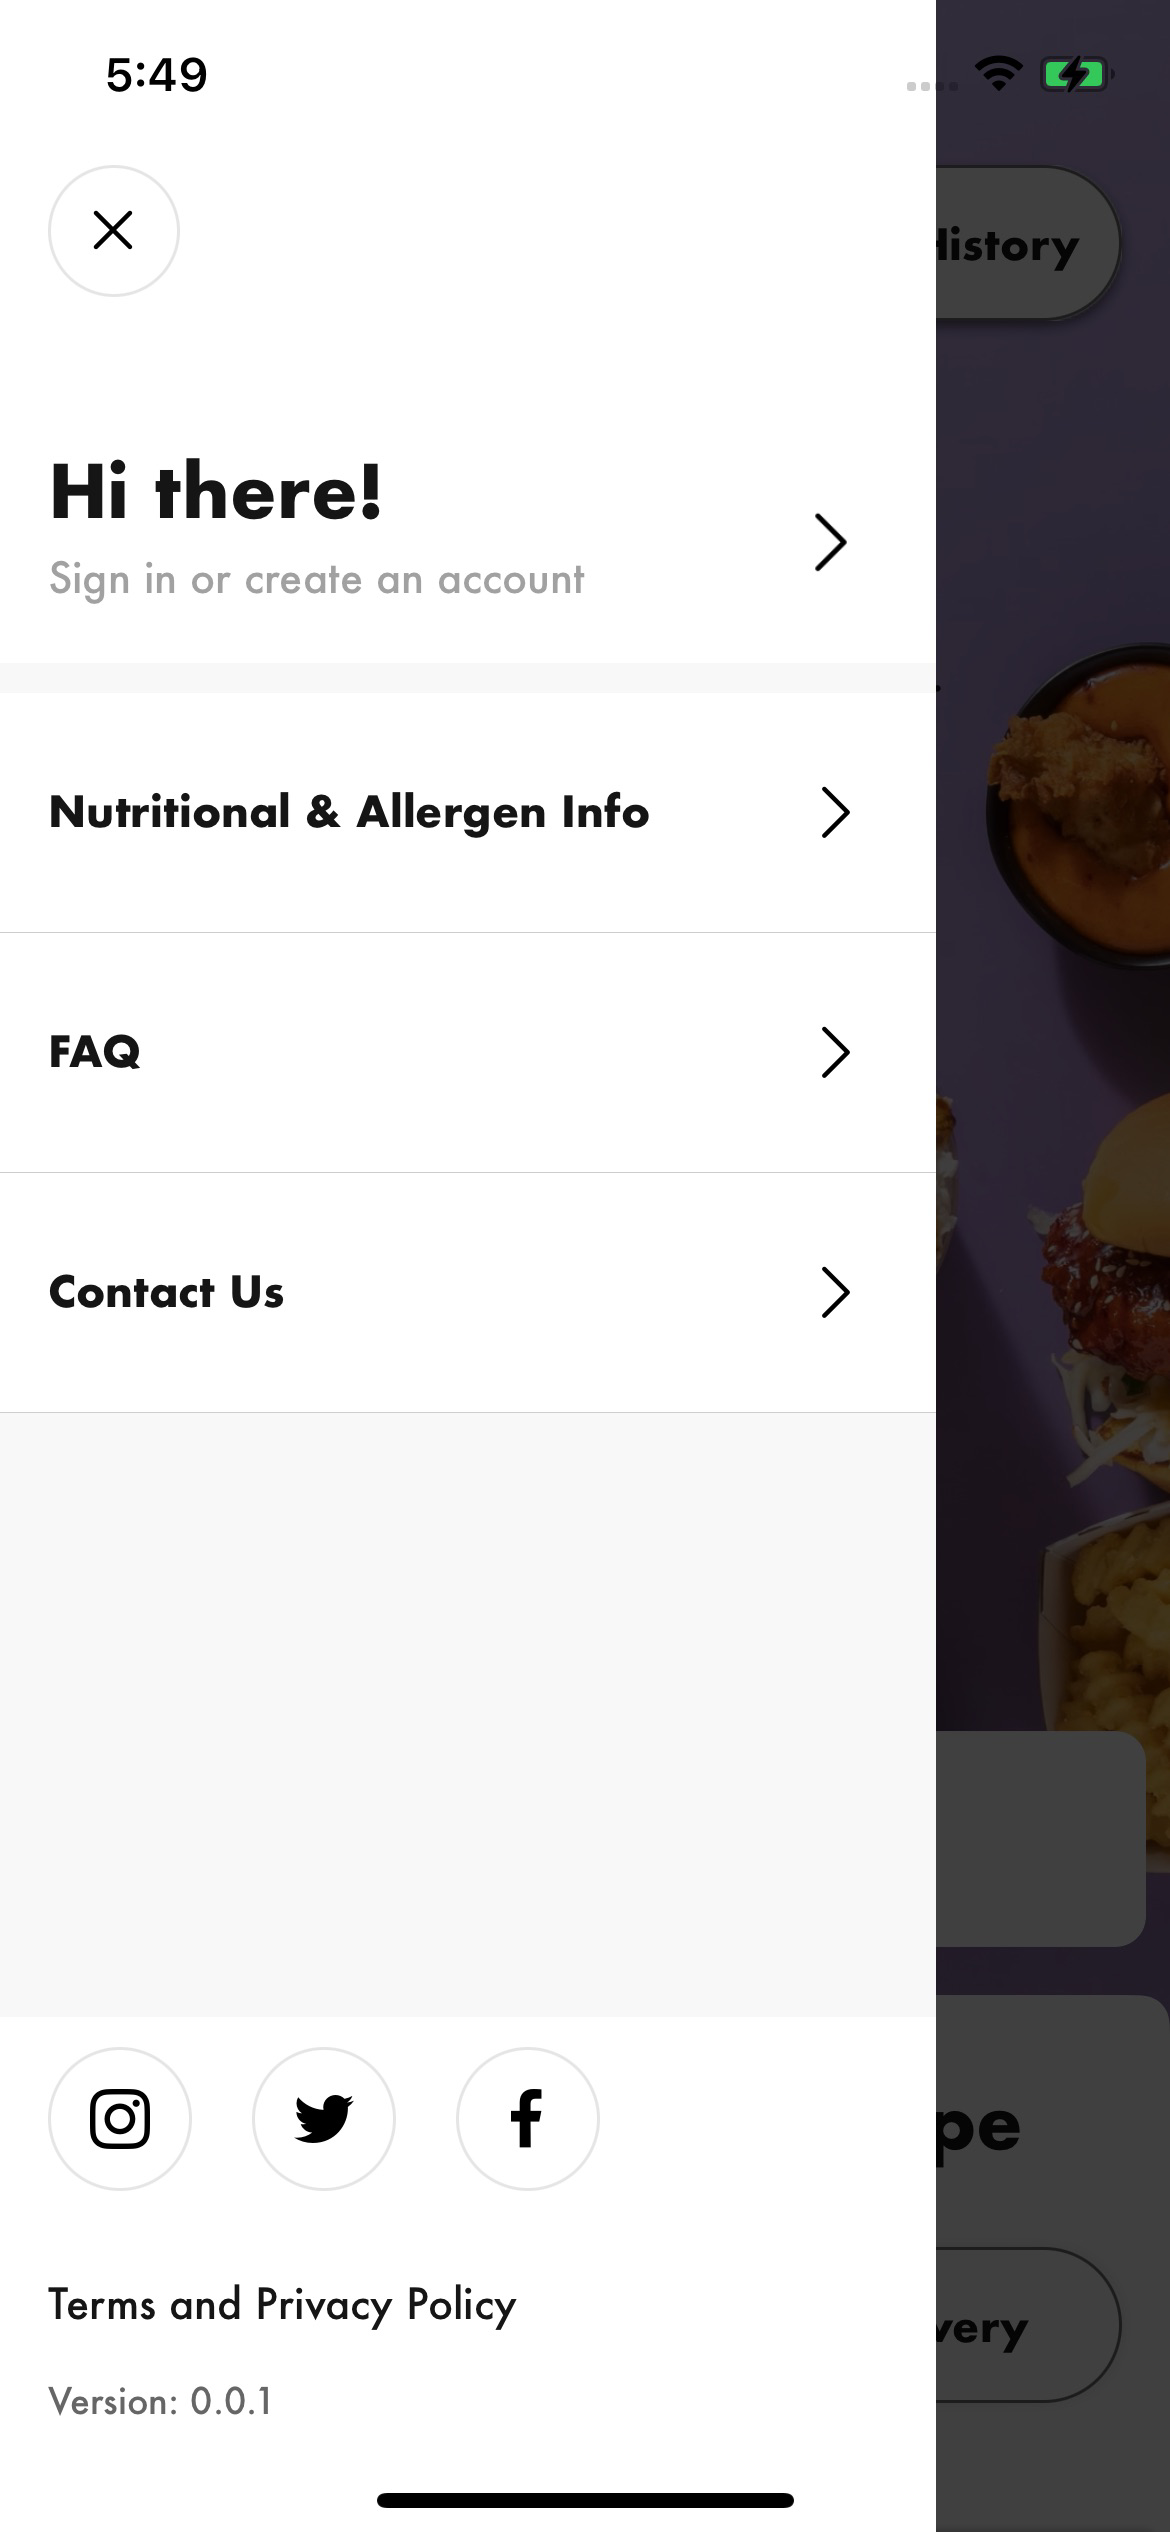 5:49
History
Hi there!
Sign in or create an account
Nutritional & Allergen Info
FAQ
Contact Us
pe
very
Terms and Privacy Policy
Version: 0.0.1